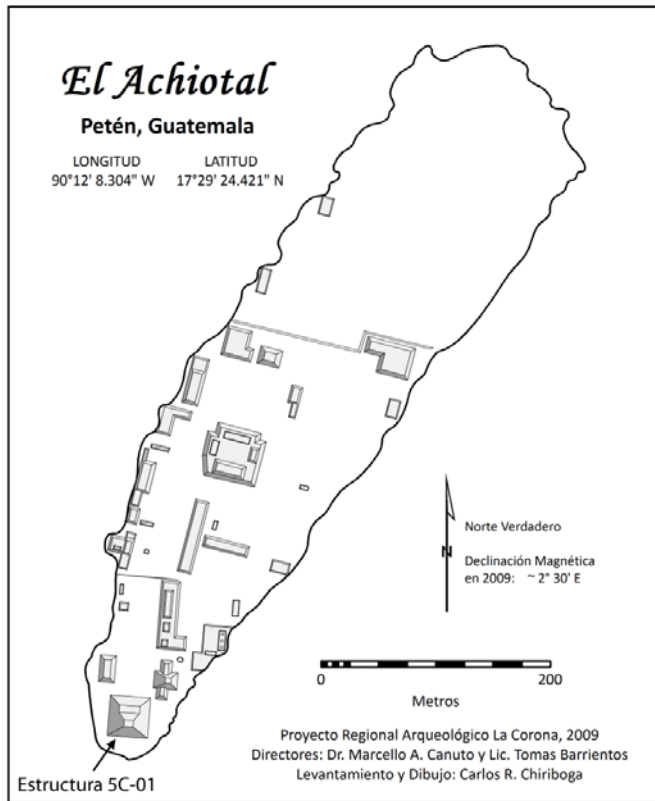 El Achiotal
Petén, Guatemala
LONGITUD LATITUD
90°12' 8.304" W 17°29' 24.421" N
N
Norte Verdadero
Declinación Magnética
en 2009: ~ 2° 30' E
0 200
Metros
Proyecto Regional Arqueológico La Corona, 2009
Directores: Dr. Marcello A. Canuto y Lic. Tomas Barrientos
Levantamiento y Dibujo: Carlos R. Chiriboga
Estructura 5C-01